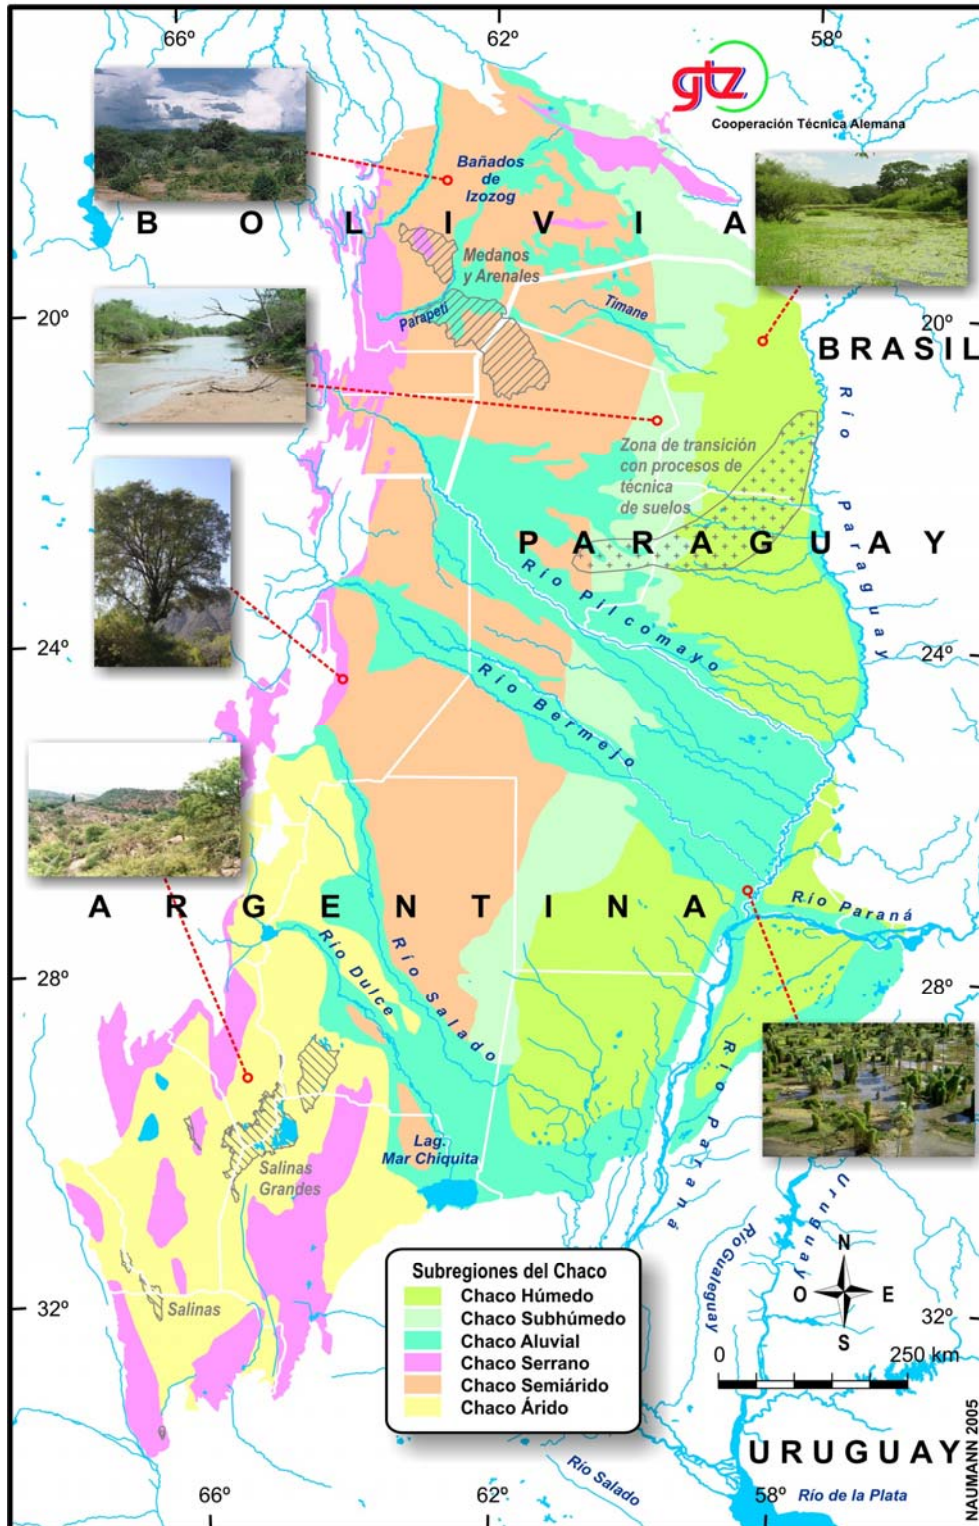 66º
62º
58º
gtz
Cooperación Técnica Alemana
Bañados
de
Izozog
BOLIVIA
Medanos
y Arenales
Parapetí
Timane
20º
20º
BRASIL
Río Paraguay
Zona de transición
con procesos de
técnica
de suelos
PARAGUAY
Río Pilcomayo
24º
24º
Río Bermejo
ARGENTINA
Río Paraná
Río Dulce
Río Salado
28º
28º
Río Paraná
Lag.
Mar Chiquita
Salinas
Grandes
Uruguay
Río Gualeguay
Salinas
32º
32º
Subregiones del Chaco
Chaco Húmedo
Chaco Subhúmedo
Chaco Aluvial
Chaco Serrano
Chaco Semiárido
Chaco Árido
N
O
E
S
0
250 km
URUGUAY
Río Salado
Río de la Plata
66º
62º
58º
NAUMANN 2005